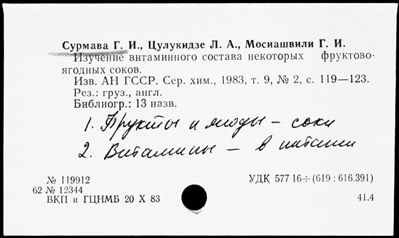 Сурмава Г. И., Цулукидзе Л. А., Мосиашвили Г. И.
Изучение витаминного состава некоторых фруктово-
ягодных соков.
Изв. АН ГССР. Сер. хим., 1983, т. 9, № 2, с. 119—123.
Рез.: груз., англ.
Библиогр.: 13 назв.
1. Фрукты и ягоды — соки
2. Витамины — в питании
№ 119912
62 № 12344
ВКП и ГЦНМБ 20 X 83
УДК 577 16÷(619 : 616.391)
41.4